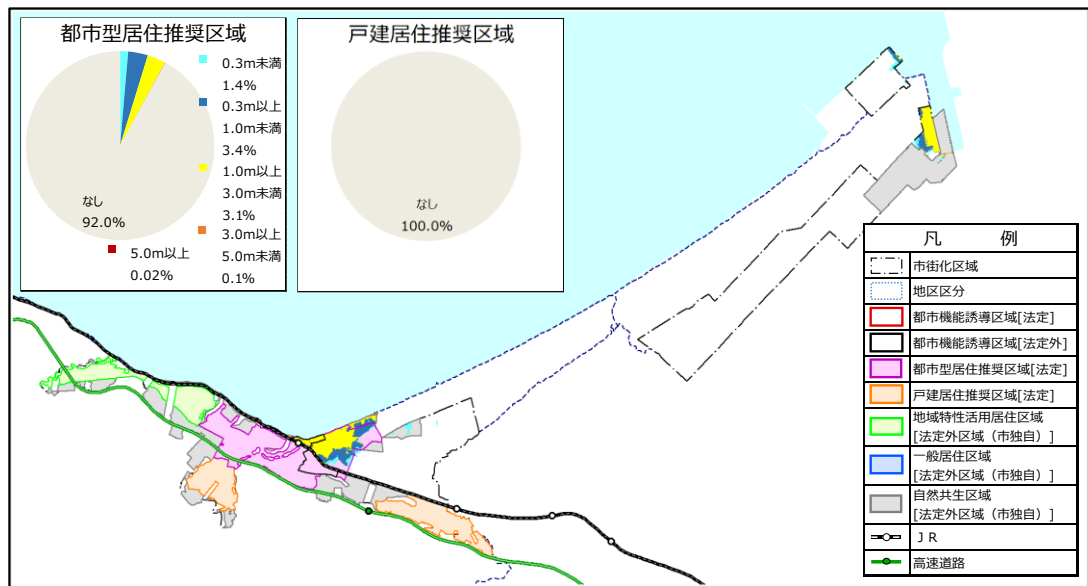 都市型居住推奨区域
0.3m未満
1.4%
0.3m以上
1.0m未満
3.4%
1.0m以上
3.0m未満
3.1%
3.0m以上
5.0m未満
0.1%
なし
92.0%
5.0m以上
0.02%
戸建居住推奨区域
なし
100.0%
凡 例
市街化区域
地区区分
都市機能誘導区域[法定]
都市機能誘導区域[法定外]
都市型居住推奨区域[法定]
戸建居住推奨区域[法定]
地域特性活用居住区域
[法定外区域（市独自）]
一般居住区域
[法定外区域（市独自）]
自然共生区域
[法定外区域（市独自）]
ＪＲ
高速道路